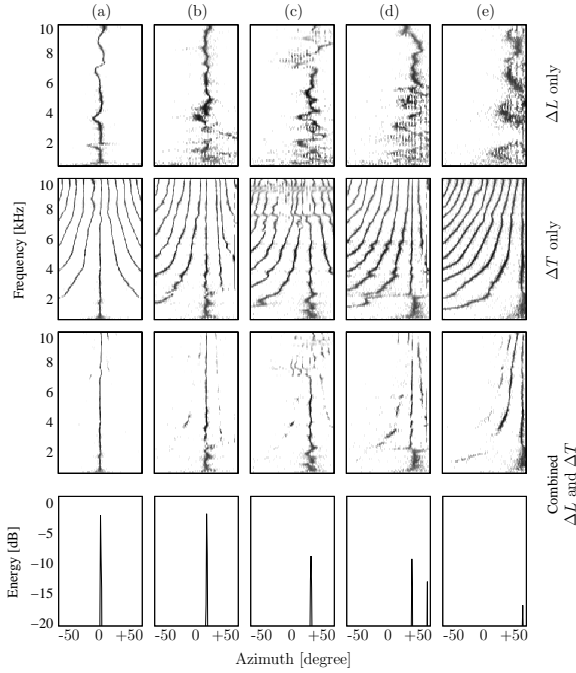 (a) (b) (c) (d) (e)
10
8
6
4
2
ΔL only
10
8
6
4
2
Frequency [kHz]
ΔT only
10
8
6
4
2
Combined
ΔL and ΔT
0
−5
−10
−15
−20
Energy [dB]
-50 0 +50 -50 0 +50 -50 0 +50 -50 0 +50 -50 0 +50
Azimuth [degree]